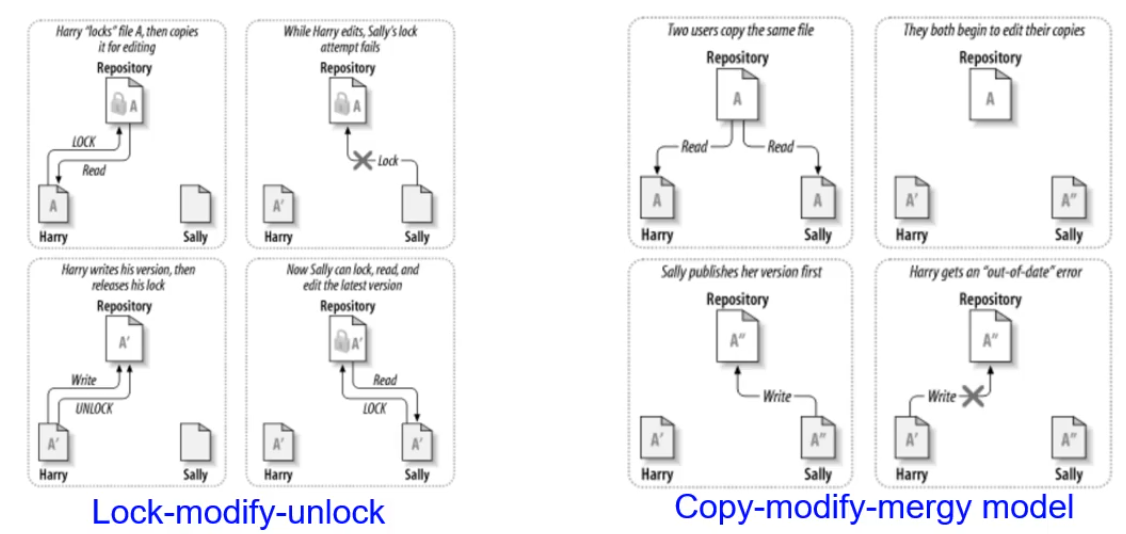 Harry “locks” file A, then copies
it for editing
Repository
A
LOCK
Read
A
Harry
Sally
While Harry edits, Sally’s lock
attempt fails
Repository
A
Lock
A′
Harry
Sally
Harry writes his version, then
releases his lock
Repository
A′
Write
UNLOCK
A′
Harry
Sally
Now Sally can lock, read, and
edit the latest version
Repository
A′
Read
LOCK
A′
A′
Harry
Sally
Lock-modify-unlock
Two users copy the same file
Repository
A
Read
Read
A
A
Harry
Sally
They both begin to edit their copies
Repository
A
A′
A″
Harry
Sally
Sally publishes her version first
Repository
A″
Write
A′
A″
Harry
Sally
Harry gets an “out-of-date” error
Repository
A″
Write
A′
A″
Harry
Sally
Copy-modify-mergy model